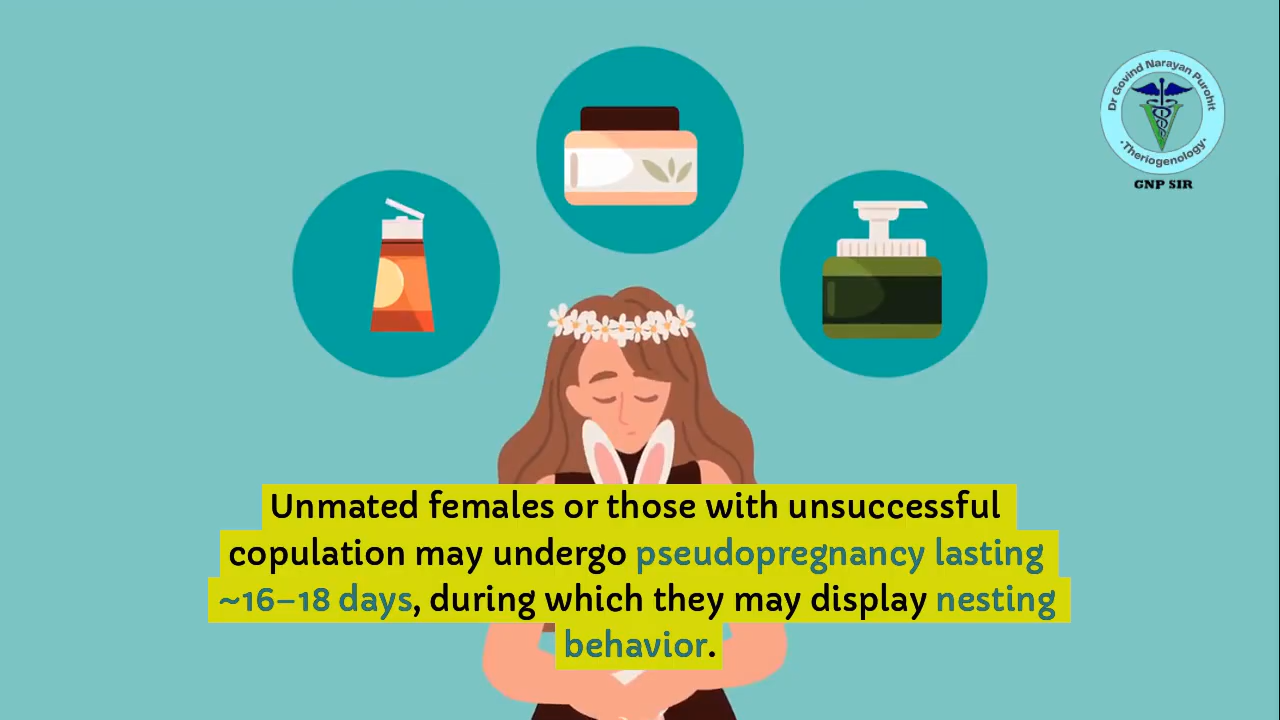 Dr Govind Narayan Purohit
• Theriogenology •
GNP SIR
Unmated females or those with unsuccessful
copulation may undergo pseudopregnancy lasting
~16–18 days, during which they may display nesting
behavior.